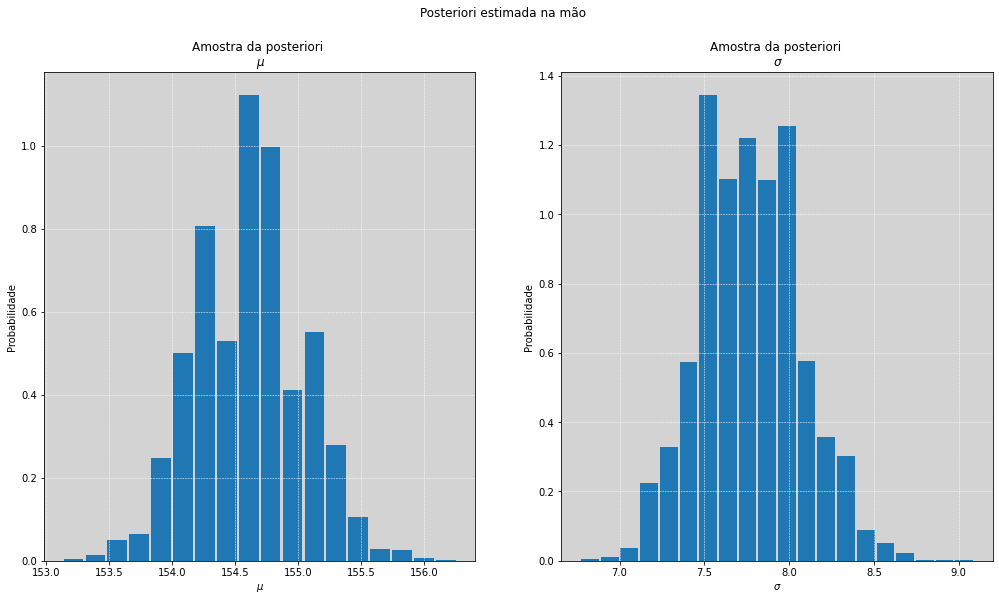 Posteriori estimada na mão
Amostra da posteriori
μ
Probabilidade
1.0
0.8
0.6
0.4
0.2
0.0
153.0 153.5 154.0 154.5 155.0 155.5 156.0
μ
Amostra da posteriori
σ
Probabilidade
1.4
1.2
1.0
0.8
0.6
0.4
0.2
0.0
7.0 7.5 8.0 8.5 9.0
σ